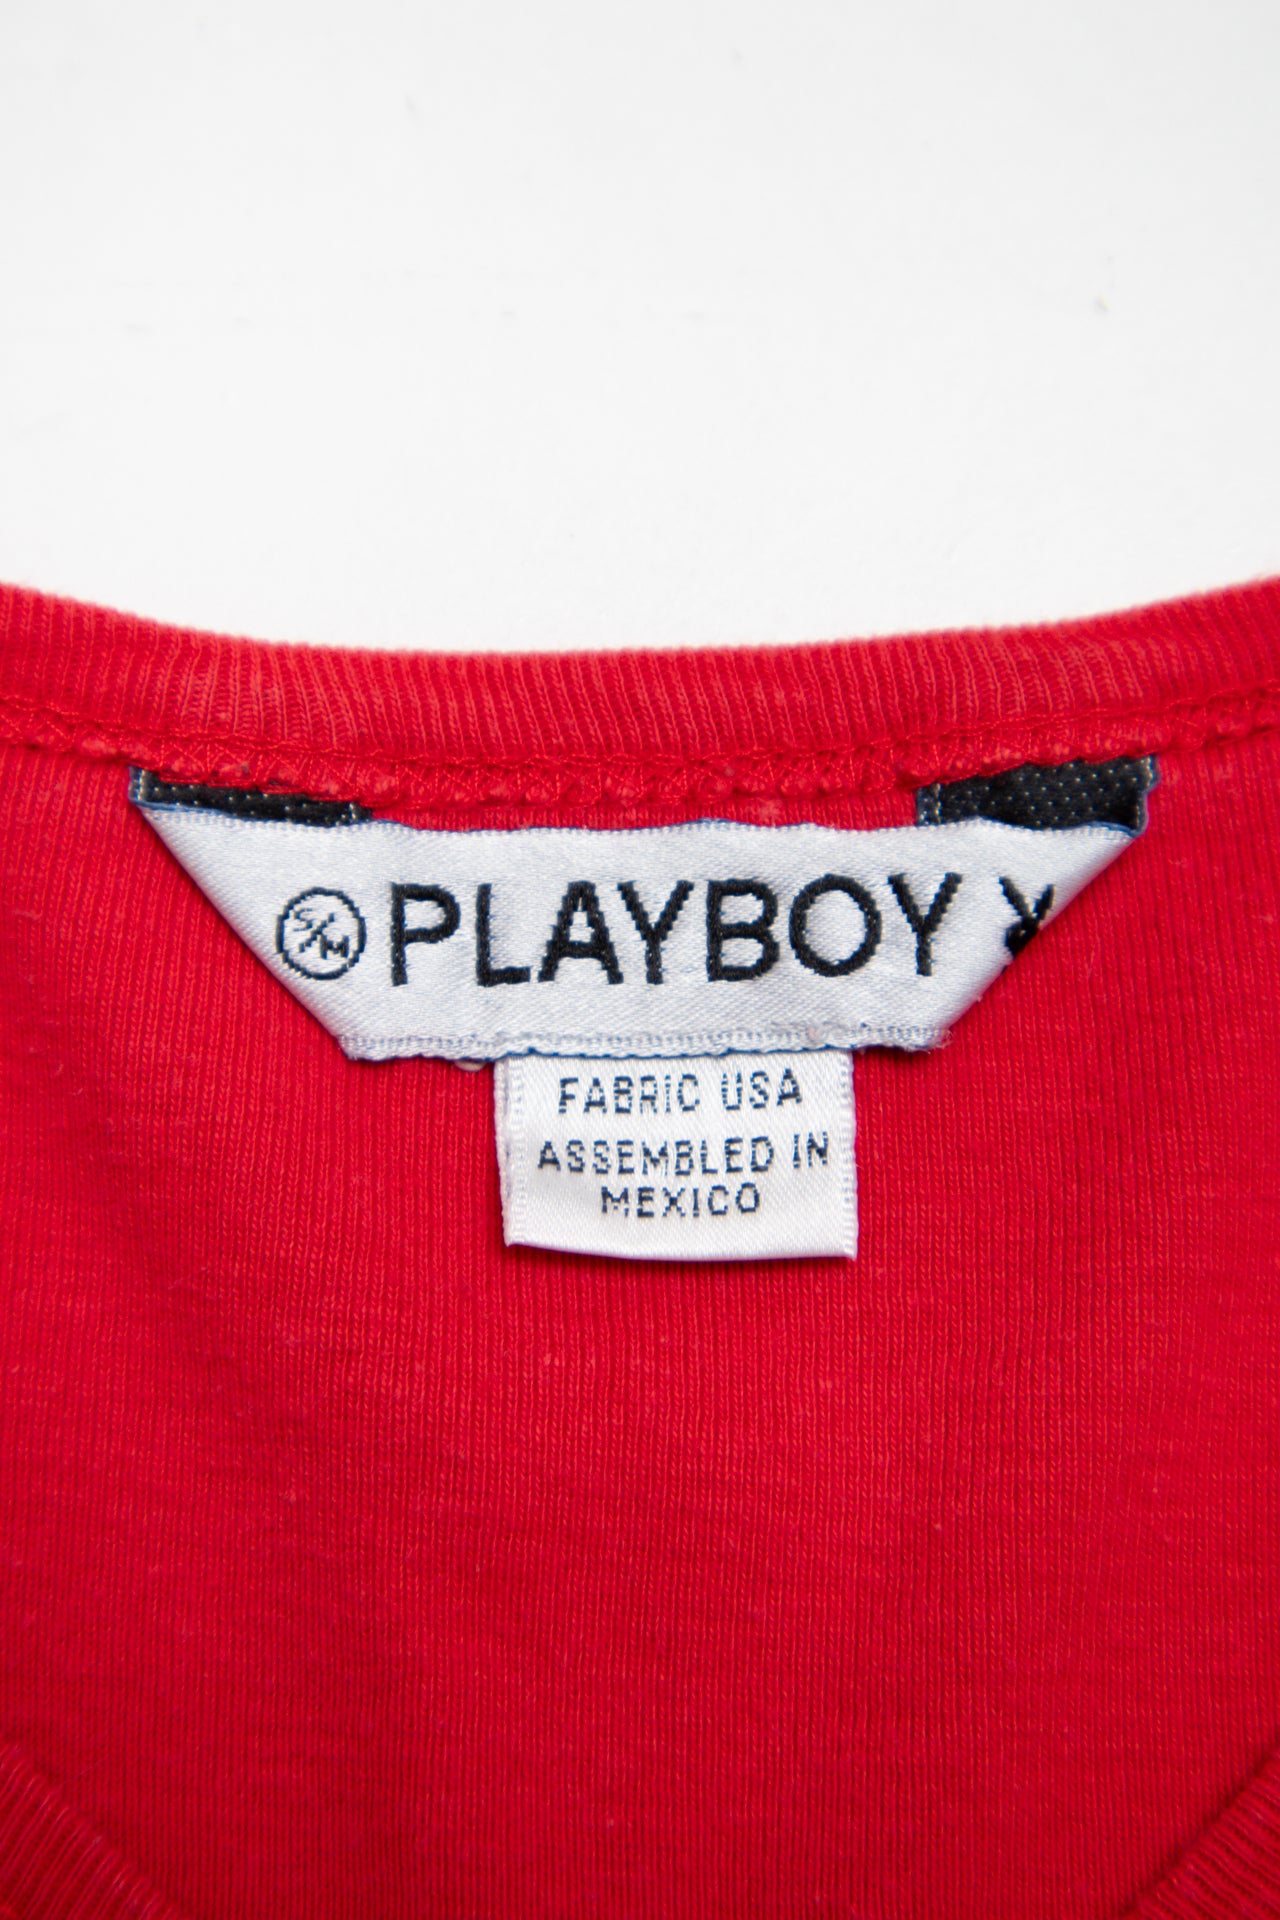 S/M PLAYBOY
FABRIC USA
ASSEMBLED IN
MEXICO